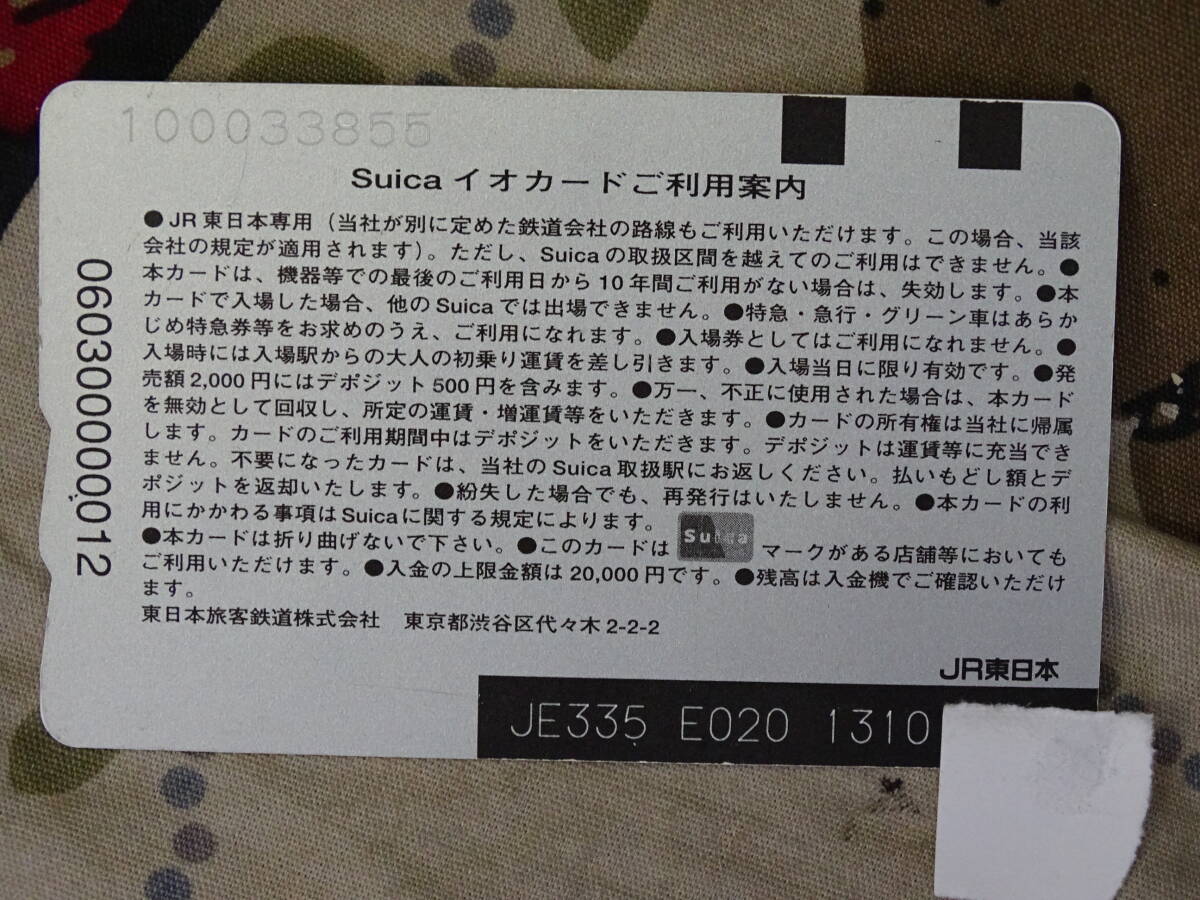 100033855
Suica イオカードご利用案内
●JR東日本専用（当社が別に定めた鉄道会社の路線もご利用いただけます。この場合、当該
会社の規定が適用されます）。ただし、Suicaの取扱区間を越えてのご利用はできません。●
本カードは、機器等での最後のご利用日から10年間ご利用がない場合は、失効します。●本
カードで入場した場合、他のSuicaでは出場できません。●特急・急行・グリーン車はあらか
じめ特急券等をお求めのうえ、ご利用になれます。●入場券としてはご利用になれません。●
入場時には入場駅からの大人の初乗り運賃を差し引きます。●入場当日に限り有効です。●発
売額2,000円にはデポジット500円を含みます。●万一、不正に使用された場合は、本カード
を無効として回収し、所定の運賃・増運賃等をいただきます。●カードの所有権は当社に帰属
します。カードのご利用期間中はデポジットをいただきます。デポジットは運賃等に充当でき
ません。不要になったカードは、当社のSuica取扱駅にお返しください。払いもどし額とデ
ポジットを返却いたします。●紛失した場合でも、再発行はいたしません。●本カードの利
用にかかわる事項はSuicaに関する規定によります。
●本カードは折り曲げないで下さい。●このカードは Suica マークがある店舗等においても
ご利用いただけます。●入金の上限金額は20,000円です。●残高は入金機でご確認いただけ
ます。
東日本旅客鉄道株式会社　東京都渋谷区代々木2-2-2
JR東日本
JE335 E020 1310
0603000000012